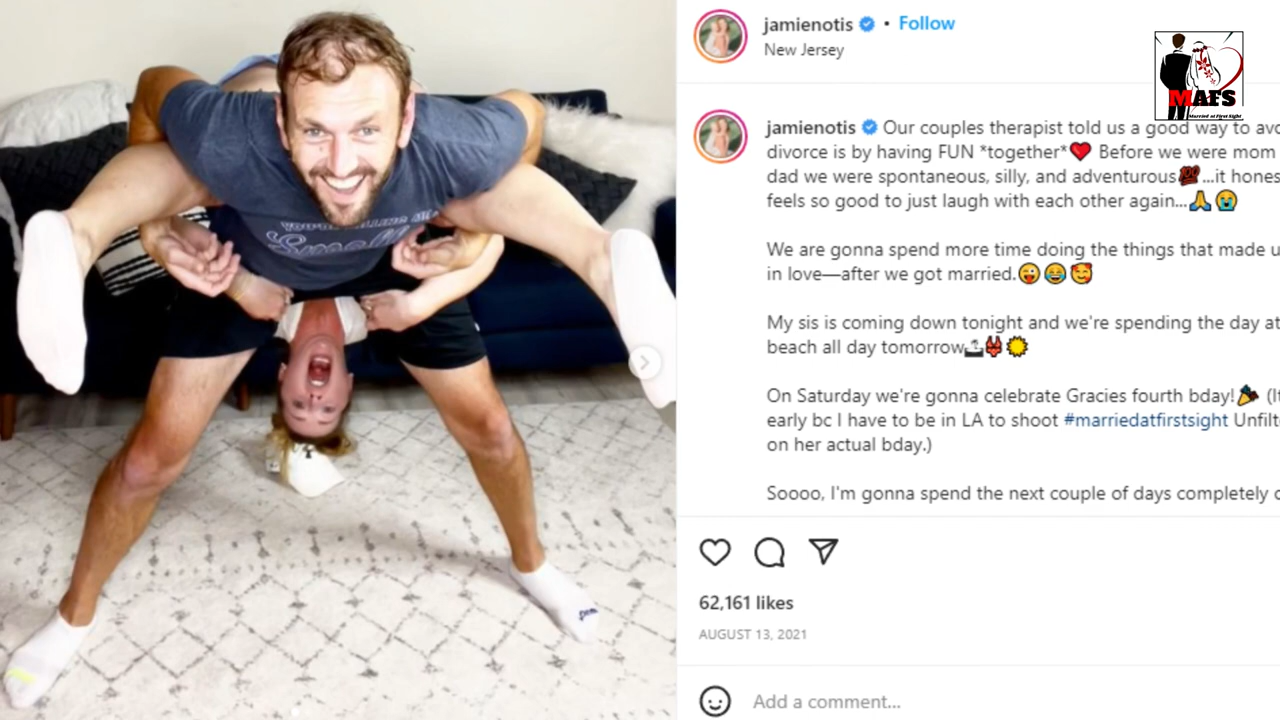 jamienotis • Follow
New Jersey
MAFS
Married at First Sight
jamienotis Our couples therapist told us a good way to avo
divorce is by having FUN *together*❤️ Before we were mom
dad we were spontaneous, silly, and adventurous💯...it hones
feels so good to just laugh with each other again...🙏😭
We are gonna spend more time doing the things that made u
in love—after we got married.😜😂🥰
My sis is coming down tonight and we're spending the day at
beach all day tomorrow🌞
On Saturday we're gonna celebrate Gracies fourth bday!🎉 (It
early bc I have to be in LA to shoot #marriedatfirstsight Unfilt
on her actual bday.)
Soooo, I'm gonna spend the next couple of days completely
62,161 likes
AUGUST 13, 2021
Add a comment...